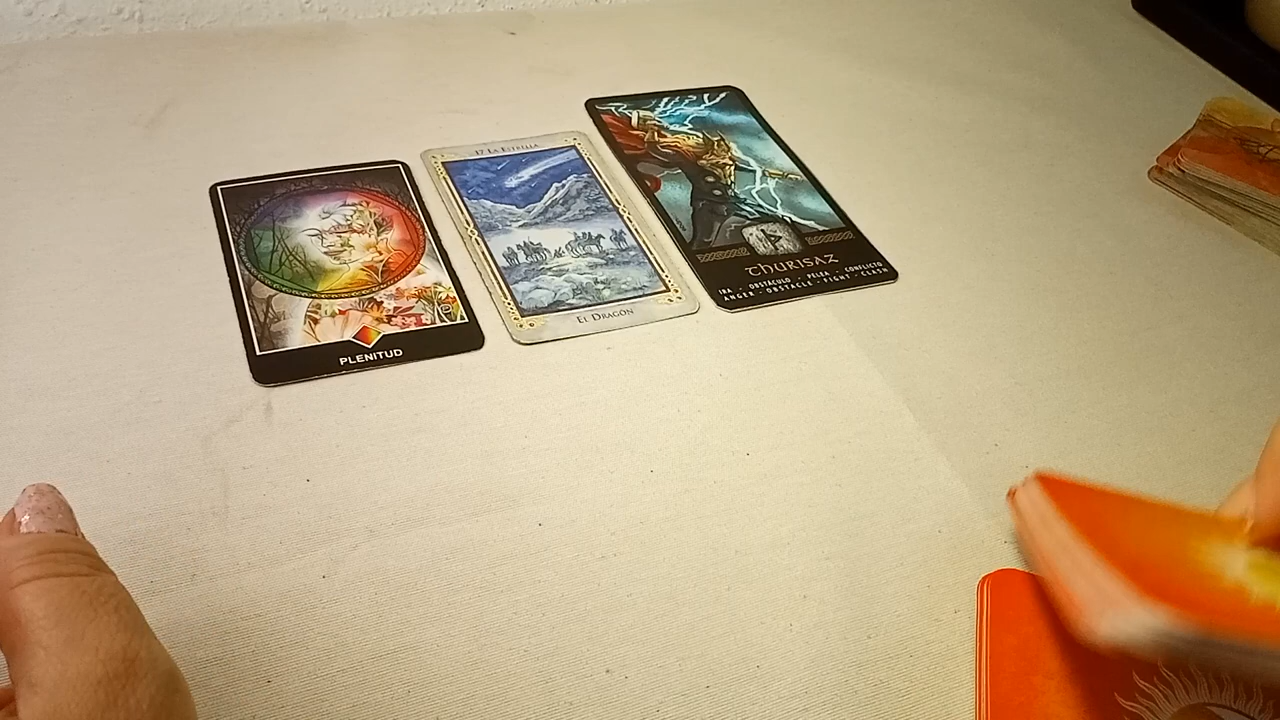 PLENITUD
17 LA ESTRELLA
EL DRAGÓN
THURISAZ
IRA - OBSTÁCULO - PELEA - CONFLICTO
ANGER - OBSTACLE - FIGHT - CLASH